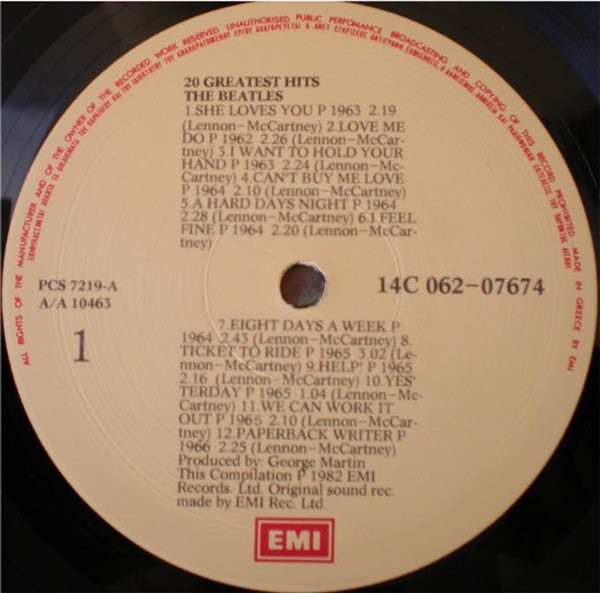 ALL RIGHTS OF THE MANUFACTURER AND OF THE OWNER OF THE RECORDED WORK RESERVED UNAUTHORISED PUBLIC PERFOMANCE BROADCASTING AND COPYING OF THIS RECORD PROHIBITED MADE IN GREECE BY EMI
20 GREATEST HITS
THE BEATLES
1.SHE LOVES YOU P 1963 2.19
(Lennon-McCartney) 2.LOVE ME
DO P 1962 2.26 (Lennon-McCart-
ney) 3.I WANT TO HOLD YOUR
HAND P 1963 2.24 (Lennon-Mc-
Cartney) 4.CAN'T BUY ME LOVE
P 1964 2.10 (Lennon-McCartney)
5.A HARD DAYS NIGHT P 1964
2.28 (Lennon-McCartney) 6.I FEEL
FINE P 1964 2.20 (Lennon-McCar-
tney)
PCS 7219-A
A/A 10463
14C 062-07674
1
7.EIGHT DAYS A WEEK P
1964 2.43 (Lennon-McCartney) 8.
TICKET TO RIDE P 1965 3.02 (Le-
nnon-McCartney) 9.HELP! P 1965
2.16 (Lennon-McCartney) 10.YES'
TERDAY P 1965 1.04 (Lennon-Mc-
Cartney) 11.WE CAN WORK IT
OUT P 1965 2.10 (Lennon-McCar-
tney) 12.PAPERBACK WRITER P
1966 2.25 (Lennon-McCartney)
Produced by: George Martin
This Compilation P 1982 EMI
Records. Ltd. Original sound rec.
made by EMI Rec. Ltd.
EMI